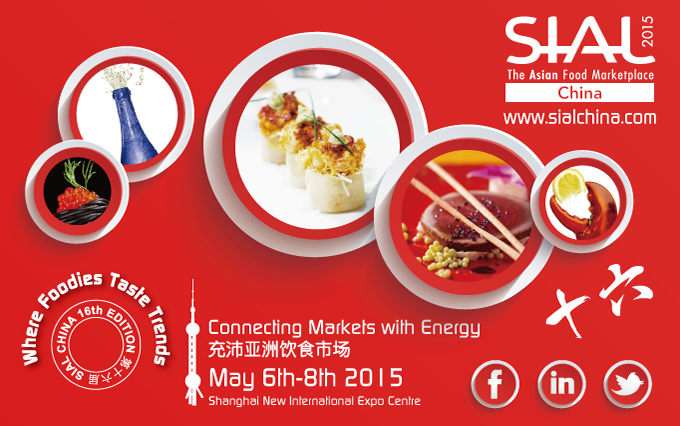 SIAL 2015
The Asian Food Marketplace
China
www.sialchina.com
Where Foodies Taste Trends
SIAL CHINA 16th EDITION 第十六届
十六
Connecting Markets with Energy
充沛亚洲饮食市场
May 6th-8th 2015
Shanghai New International Expo Centre
f
in